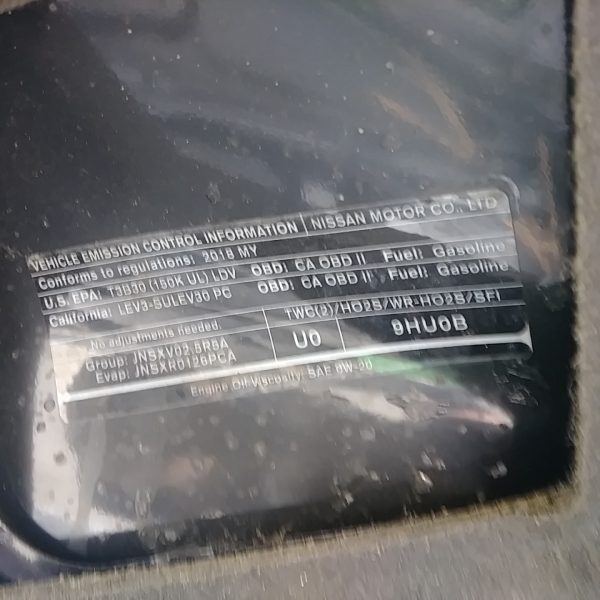 VEHICLE EMISSION CONTROL INFORMATION | NISSAN MOTOR CO., LTD
Conforms to regulations: 2018 MY
U.S. EPA: T3B30 (150K UL) LDV OBD: CA OBD II Fuel: Gasoline
California: LEV3-SULEV30 PC OBD: CA OBD II Fuel: Gasoline
No adjustments needed.
TWC(2)/HO2S/WR-HO2S/SFI
Group: JNSXV02.5R5A
Evap: JNSXR0126PCA
U0
9HU0B
Engine Oil Viscosity: SAE 0W-20